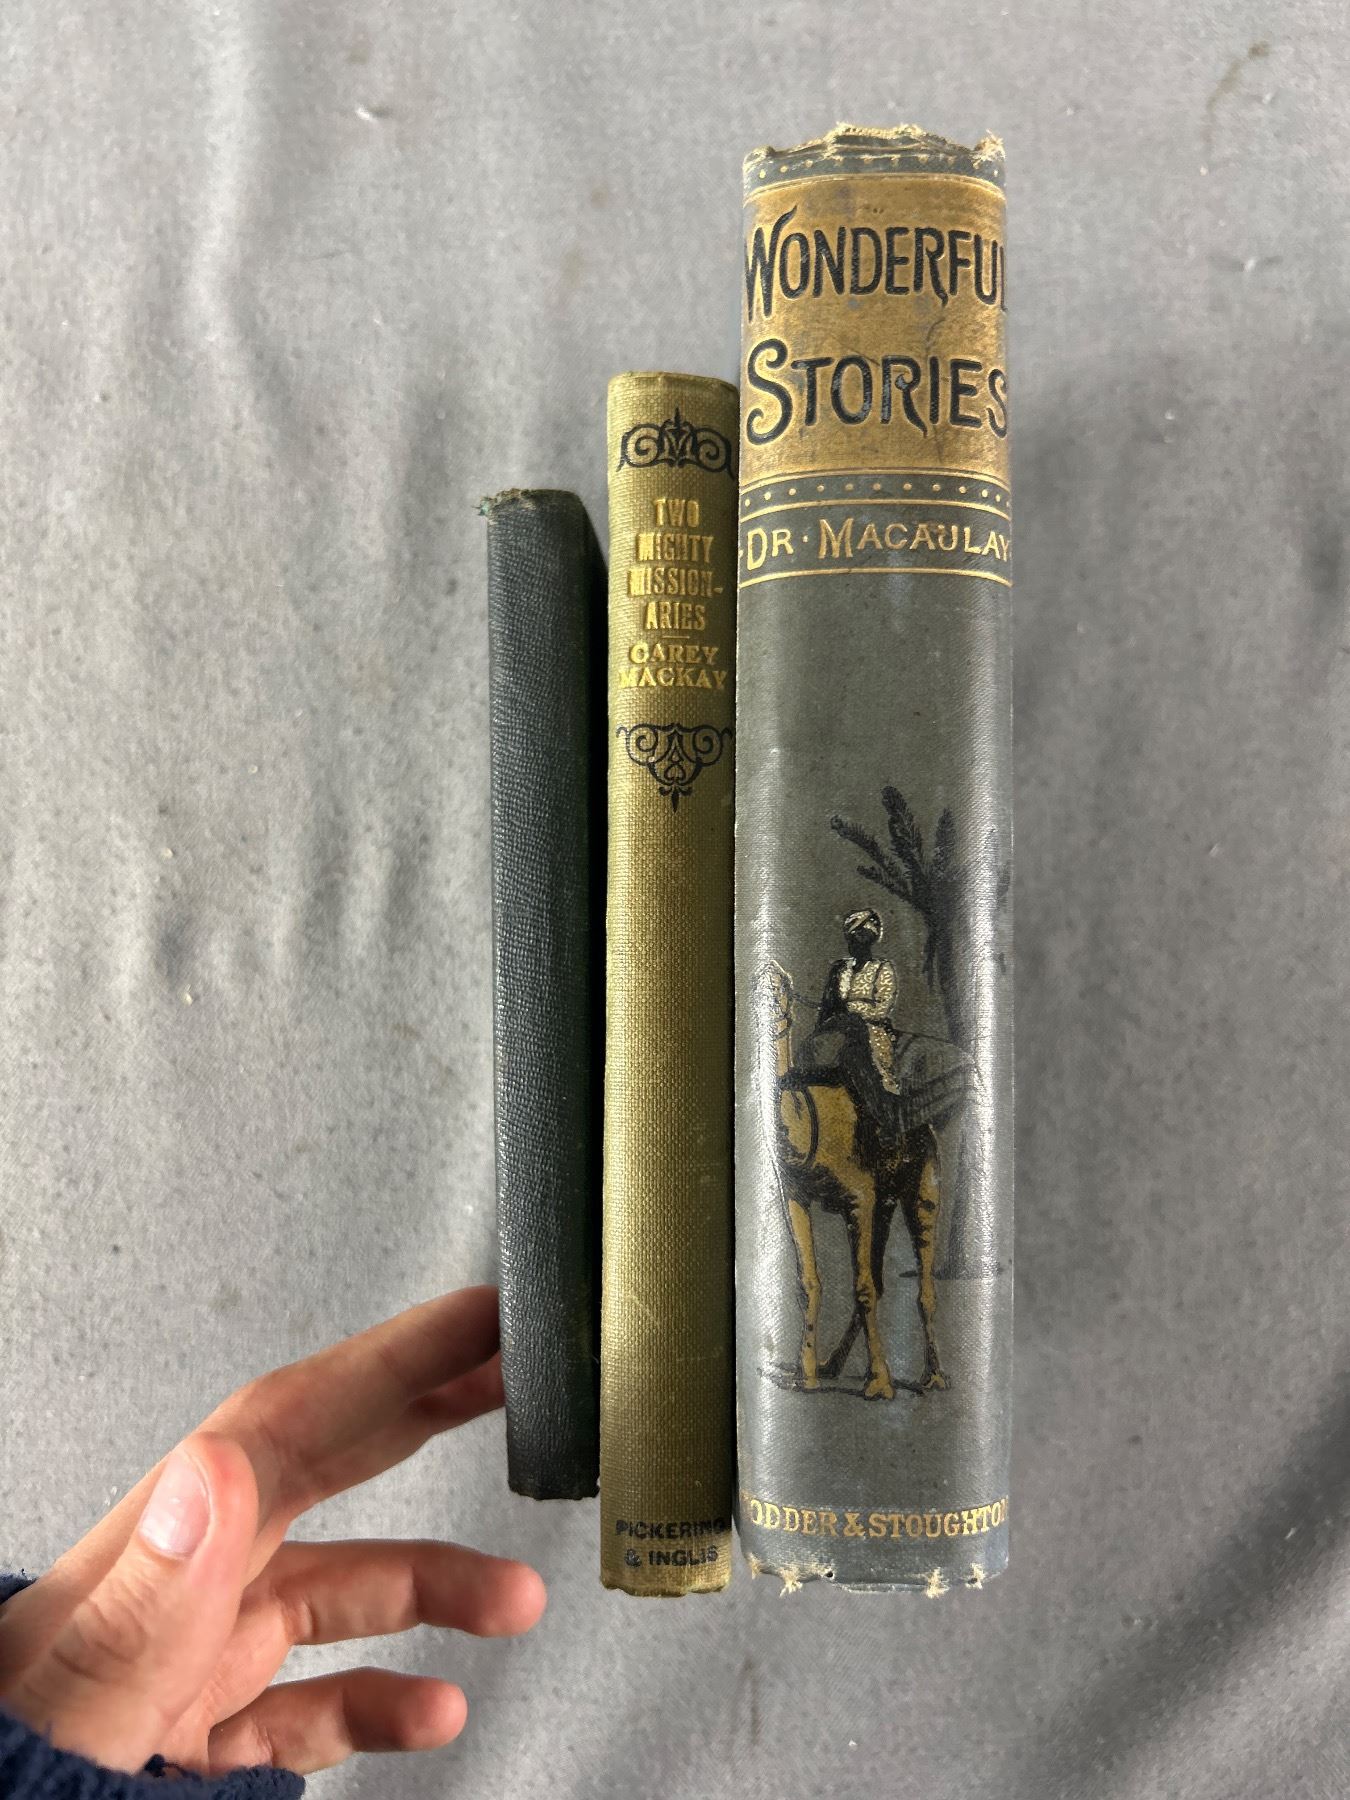 TWO
MIGHTY
MISSION-
ARIES
CAREY
MACKAY
PICKERING
& INGLIS
WONDERFUL
STORIES
DR · MACAULAY
HODDER & STOUGHTON